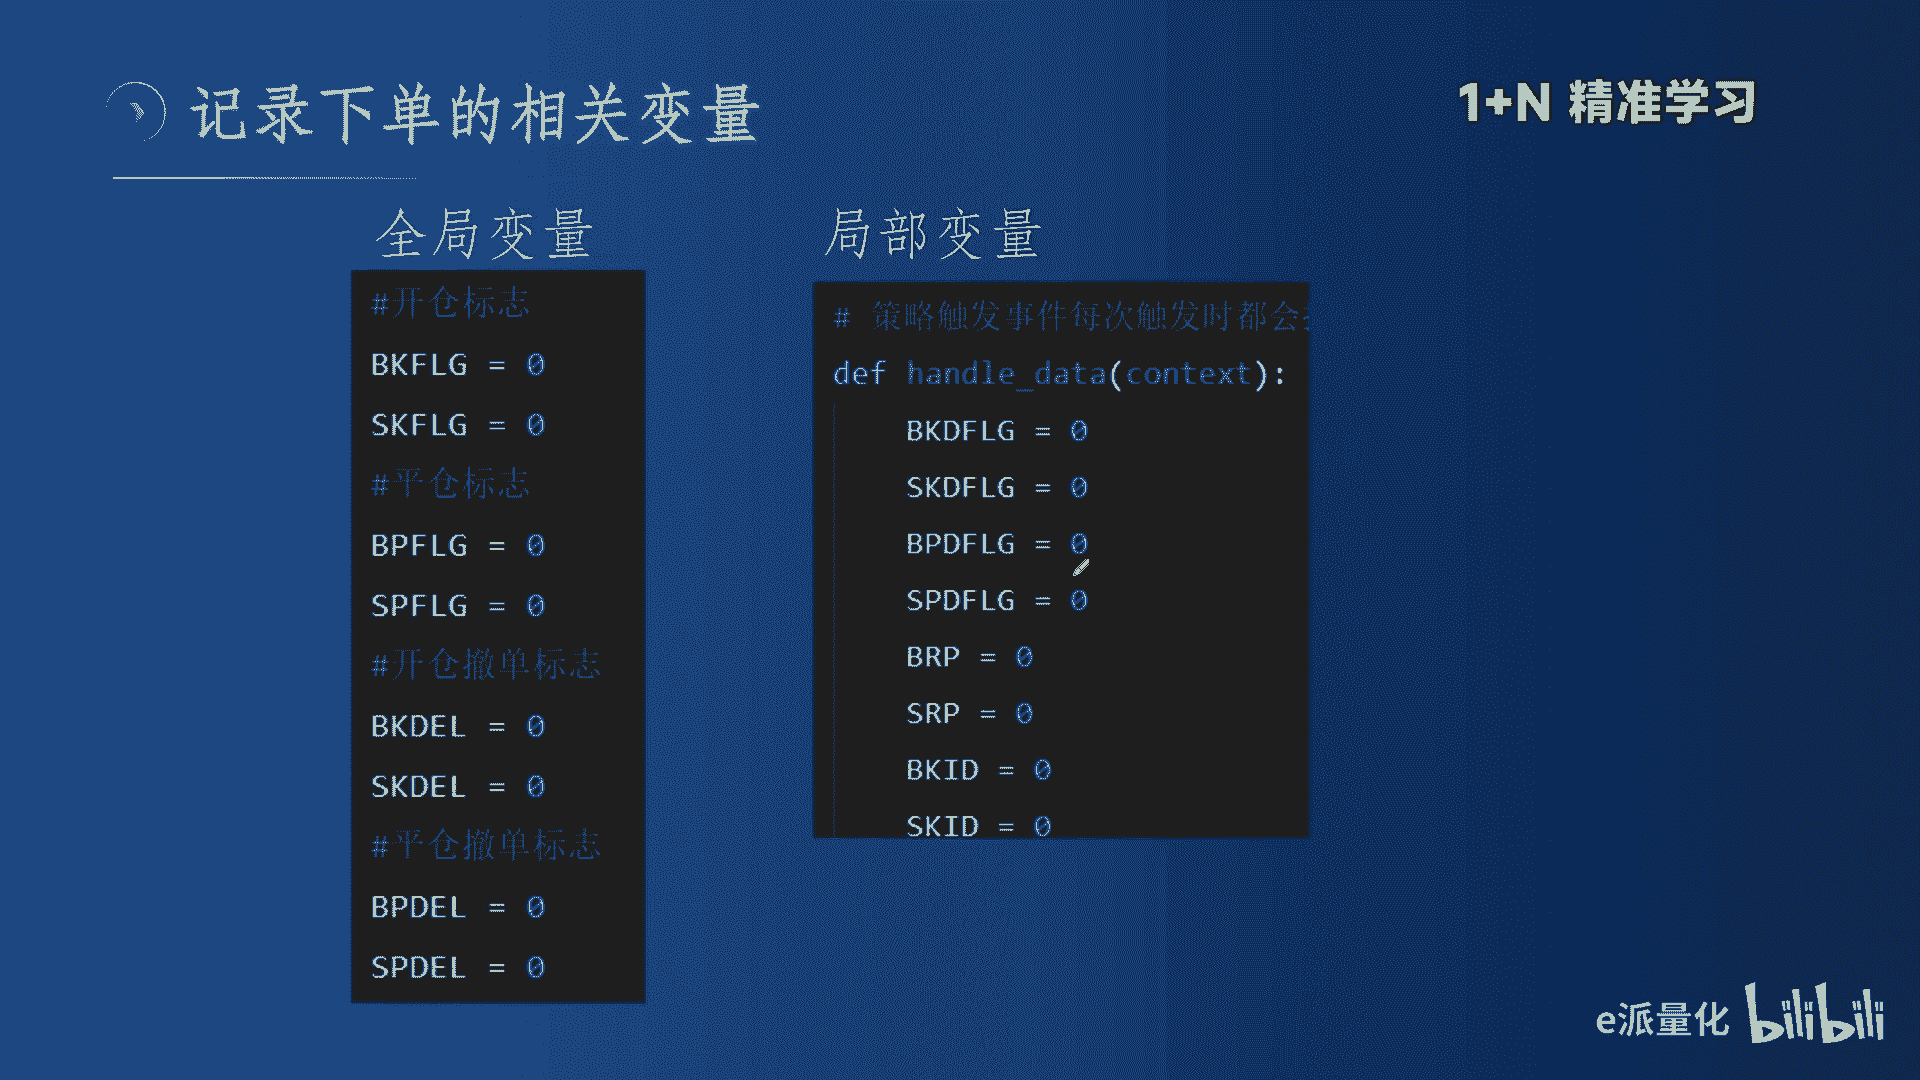 记录下单的相关变量
1+N 精准学习
全局变量
#开仓标志
BKFLG = 0
SKFLG = 0
#平仓标志
BPFLG = 0
SPFLG = 0
#开仓撤单标志
BKDEL = 0
SKDEL = 0
#平仓撤单标志
BPDEL = 0
SPDEL = 0
局部变量
# 策略触发事件每次触发时都会
def handle_data(context):
BKDFLG = 0
SKDFLG = 0
BPDFLG = 0
SPDFLG = 0
BRP = 0
SRP = 0
BKID = 0
SKID = 0
e派量化 bilibili